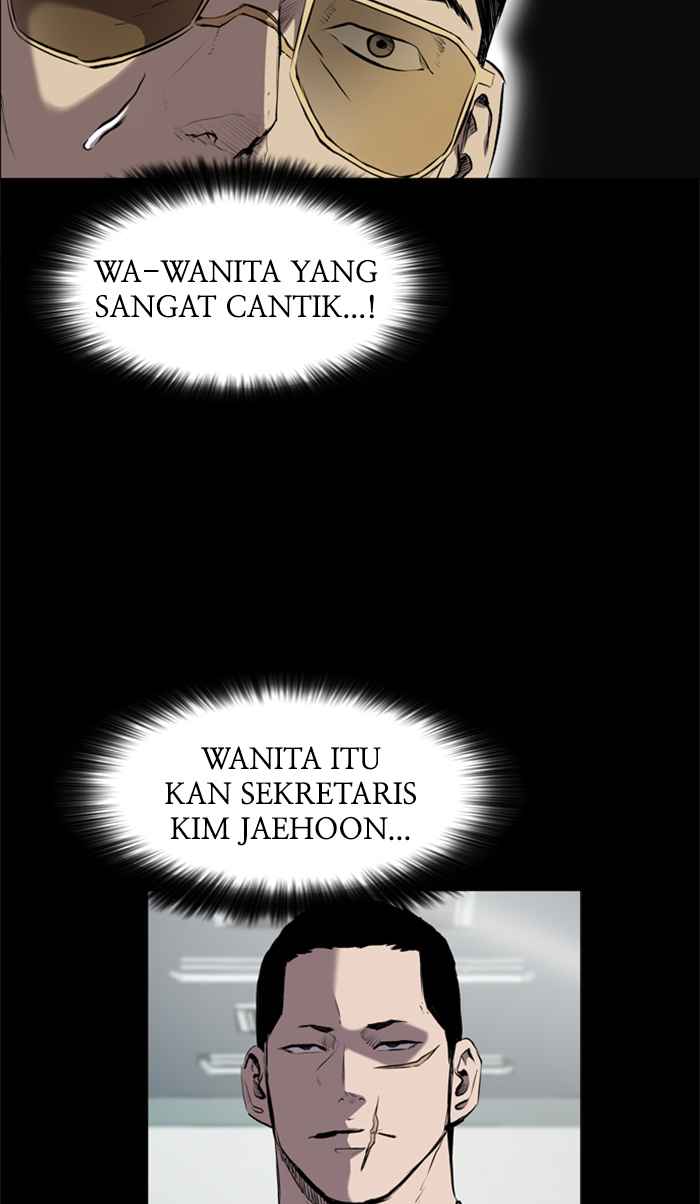 WA-WANITA YANG
SANGAT CANTIK...!
WANITA ITU
KAN SEKRETARIS
KIM JAEHOON...